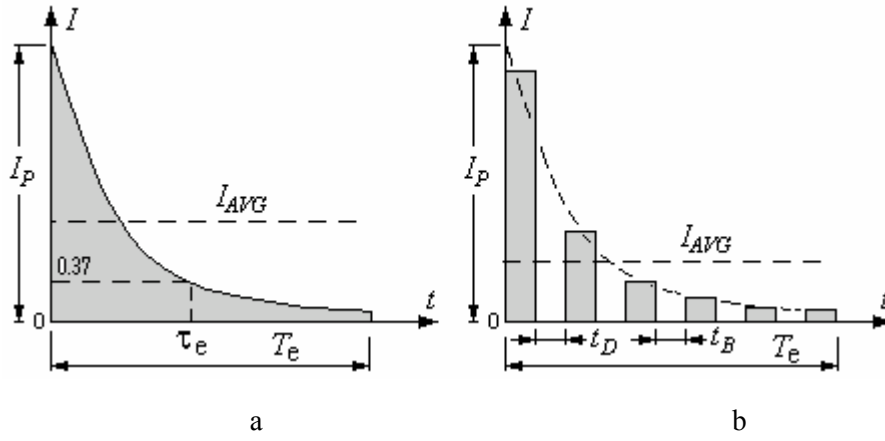 I
I_P
I_AVG
0.37
0
τ_e
T_e
t
a
I
I_P
I_AVG
0
t_D
t_B
T_e
t
b